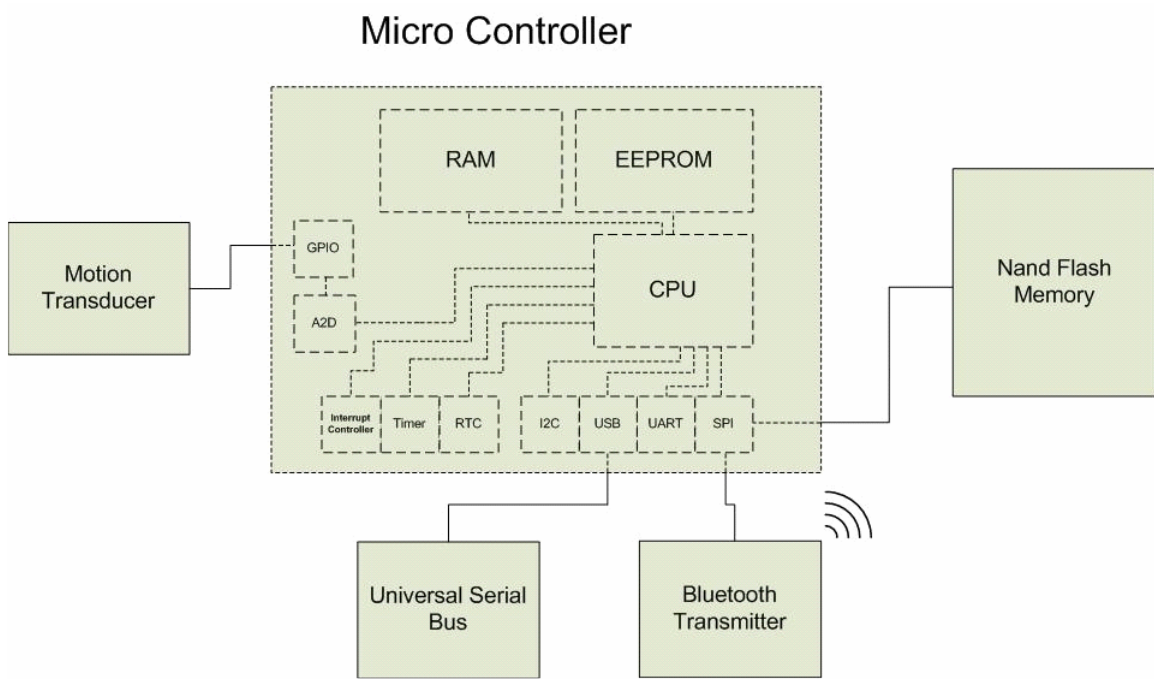 Micro Controller
RAM
EEPROM
GPIO
Motion
Transducer
CPU
Nand Flash
Memory
A2D
Interrupt
Controller
Timer
RTC
I2C
USB
UART
SPI
Universal Serial
Bus
Bluetooth
Transmitter